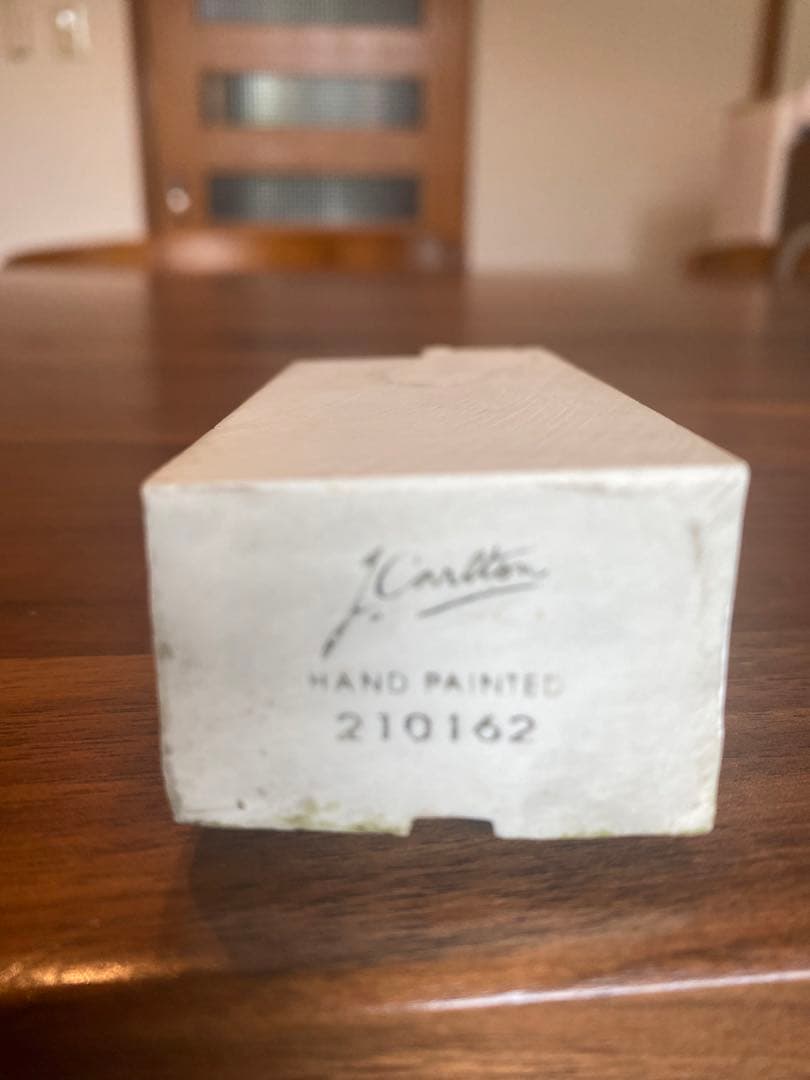 J. Carlton
HAND PAINTED
210162